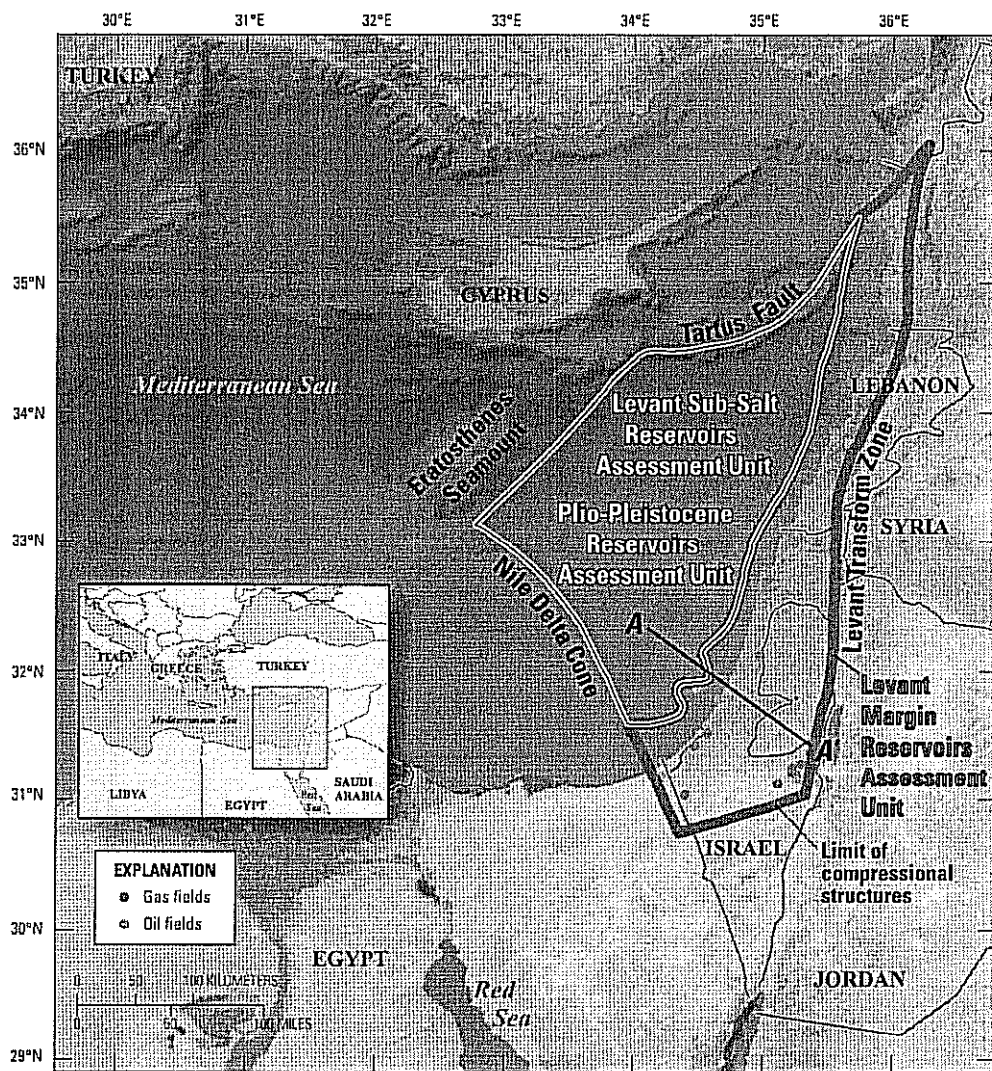 30°E 31°E 32°E 33°E 34°E 35°E 36°E
TURKEY
36°N
35°N
CYPRUS
Tartus Fault
Mediterranean Sea
34°N
LEBANON
Levant Sub-Salt
Reservoirs
Assessment Unit
Eratosthenes
Seamount
Levant Transform Zone
33°N
Plio-Pleistocene
Reservoirs
Assessment Unit
SYRIA
Nile Delta Cone
A
32°N
ITALY
GREECE
TURKEY
Mediterranean Sea
LIBYA
EGYPT
SAUDI
ARABIA
Red
Sea
Levant
Margin
Reservoirs
Assessment
Unit
A'
31°N
ISRAEL
Limit of
compressional
structures
EXPLANATION
Gas fields
Oil fields
30°N
EGYPT
JORDAN
Red
Sea
0 50 100 KILOMETERS
0 50 100 MILES
29°N